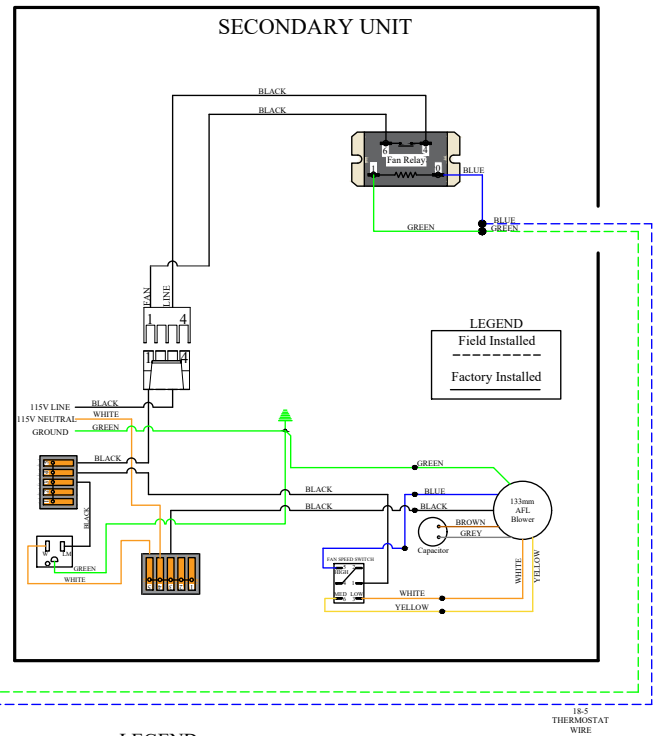 SECONDARY UNIT
BLACK
BLACK
6 4
Fan Relay
1 0
BLUE
BLUE
GREEN
GREEN
FAN
LINE
1 4
1 4
LEGEND
Field Installed
Factory Installed
115V LINE
BLACK
115V NEUTRAL
WHITE
GROUND
GREEN
BLACK
GREEN
BLUE
BLACK
BLACK
BLACK
133mm
AFL
Blower
BROWN
GREY
Capacitor
W LM
GREEN
WHITE
FAN SPEED SWITCH
HIGH
1
MED LOW
WHITE
YELLOW
WHITE
YELLOW
18-5
THERMOSTAT
WIRE